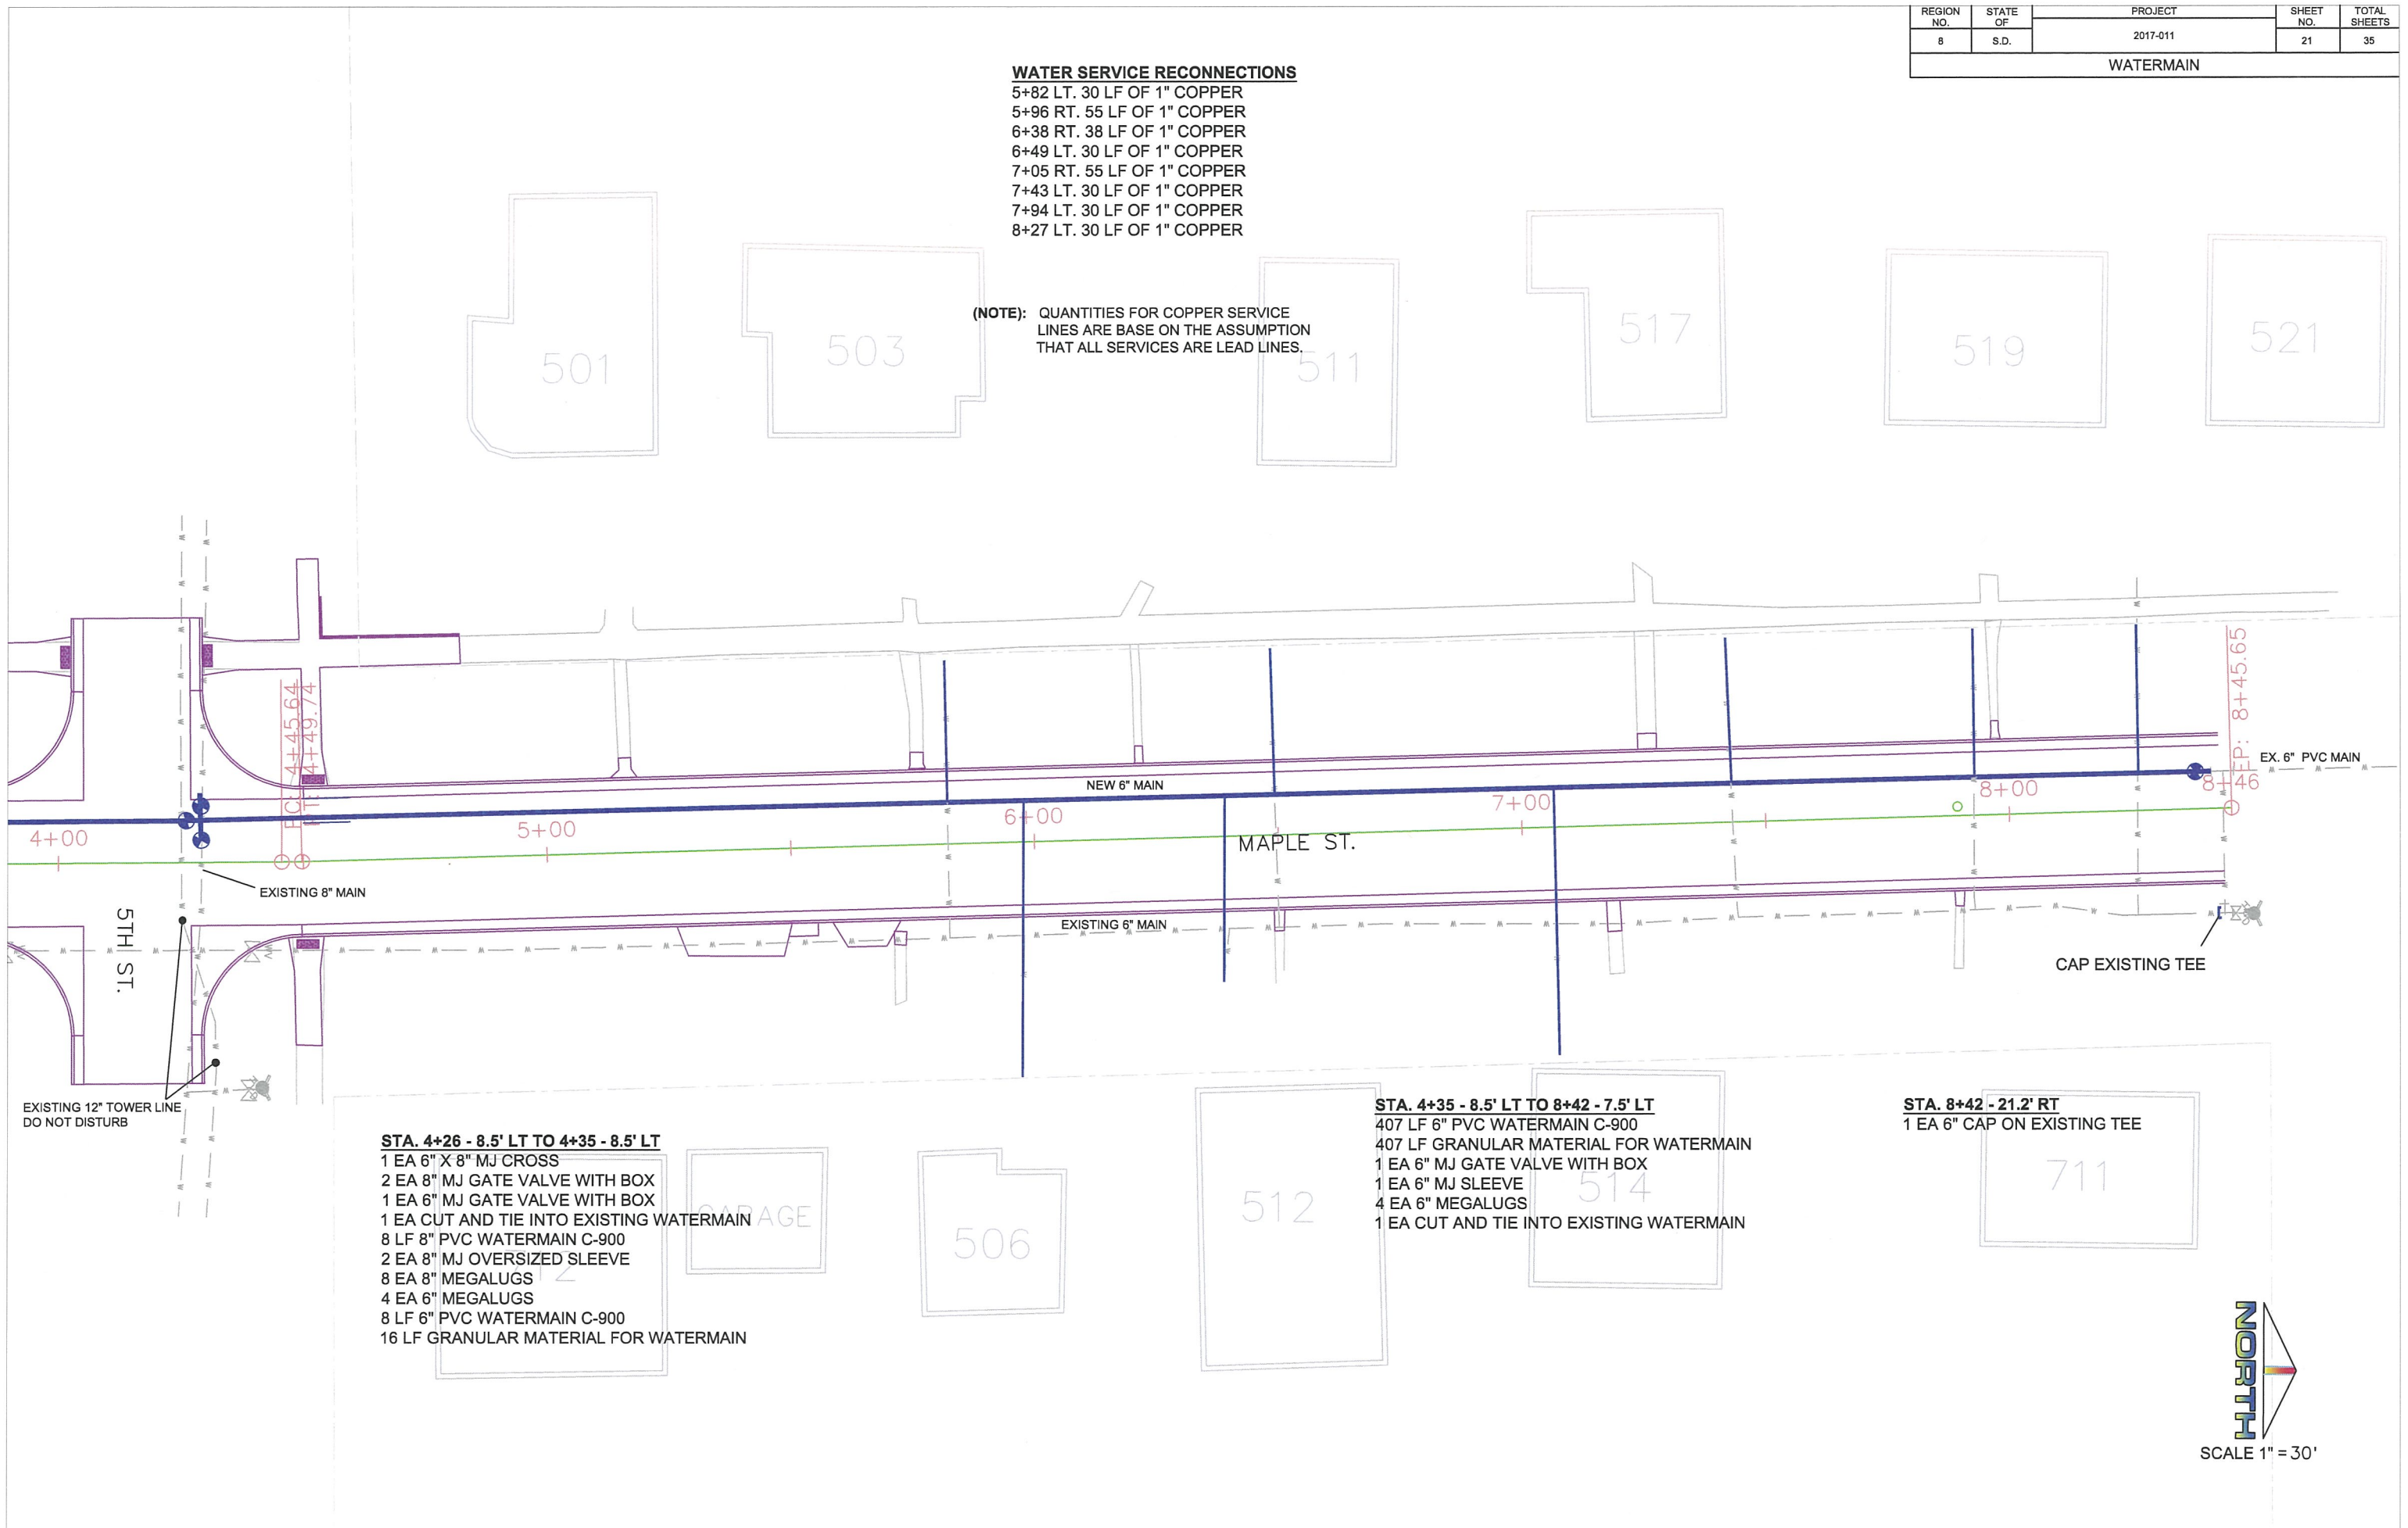 REGION NO.
STATE OF
PROJECT
SHEET NO.
TOTAL SHEETS
8
S.D.
2017-011
21
35
WATERMAIN
WATER SERVICE RECONNECTIONS
5+82 LT. 30 LF OF 1" COPPER
5+96 RT. 55 LF OF 1" COPPER
6+38 RT. 38 LF OF 1" COPPER
6+49 LT. 30 LF OF 1" COPPER
7+05 RT. 55 LF OF 1" COPPER
7+43 LT. 30 LF OF 1" COPPER
7+94 LT. 30 LF OF 1" COPPER
8+27 LT. 30 LF OF 1" COPPER
(NOTE): QUANTITIES FOR COPPER SERVICE
LINES ARE BASE ON THE ASSUMPTION
THAT ALL SERVICES ARE LEAD LINES.
501
503
511
517
519
521
PC: 4+45.64
PT: 4+49.74
EP: 8+45.65
EX. 6" PVC MAIN
NEW 6" MAIN
8+46
4+00
5+00
6+00
7+00
8+00
MAPLE ST.
EXISTING 8" MAIN
5TH ST.
EXISTING 6" MAIN
CAP EXISTING TEE
EXISTING 12" TOWER LINE
DO NOT DISTURB
STA. 4+26 - 8.5' LT TO 4+35 - 8.5' LT
1 EA 6" X 8" MJ CROSS
2 EA 8" MJ GATE VALVE WITH BOX
1 EA 6" MJ GATE VALVE WITH BOX
1 EA CUT AND TIE INTO EXISTING WATERMAIN
8 LF 8" PVC WATERMAIN C-900
2 EA 8" MJ OVERSIZED SLEEVE
8 EA 8" MEGALUGS
4 EA 6" MEGALUGS
8 LF 6" PVC WATERMAIN C-900
16 LF GRANULAR MATERIAL FOR WATERMAIN
712
GARAGE
506
512
STA. 4+35 - 8.5' LT TO 8+42 - 7.5' LT
407 LF 6" PVC WATERMAIN C-900
407 LF GRANULAR MATERIAL FOR WATERMAIN
1 EA 6" MJ GATE VALVE WITH BOX
1 EA 6" MJ SLEEVE
4 EA 6" MEGALUGS
1 EA CUT AND TIE INTO EXISTING WATERMAIN
514
STA. 8+42 - 21.2' RT
1 EA 6" CAP ON EXISTING TEE
711
NORTH
SCALE 1" = 30'